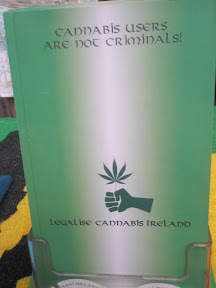 CANNABIS USERS
ARE NOT CRIMINALS!
LEGALISE CANNABIS IRELAND